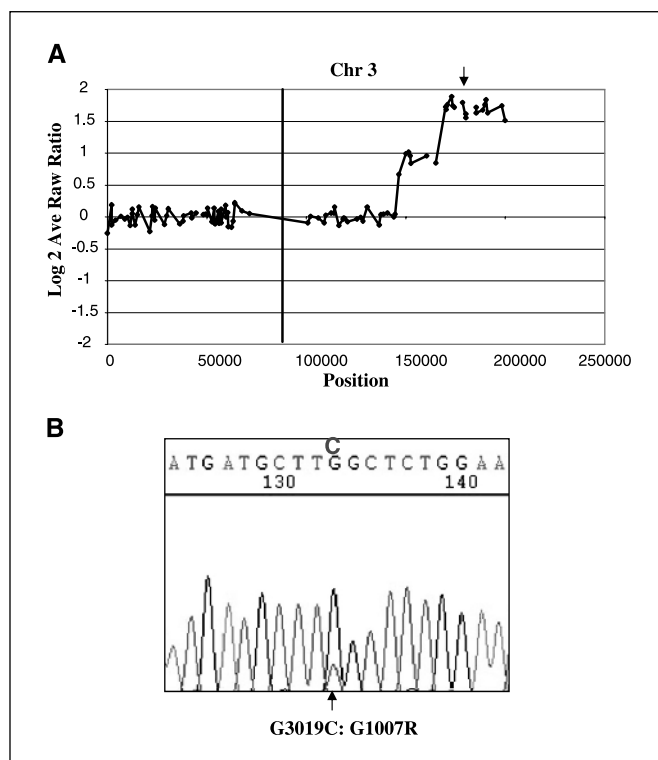 A
Chr 3
2
1.5
1
0.5
0
-0.5
-1
-1.5
-2
Log 2 Ave Raw Ratio
0 50000 100000 150000 200000 250000
Position
B
C
A T G A T G C T T G G C T C T G G A A
130 140
G3019C: G1007R